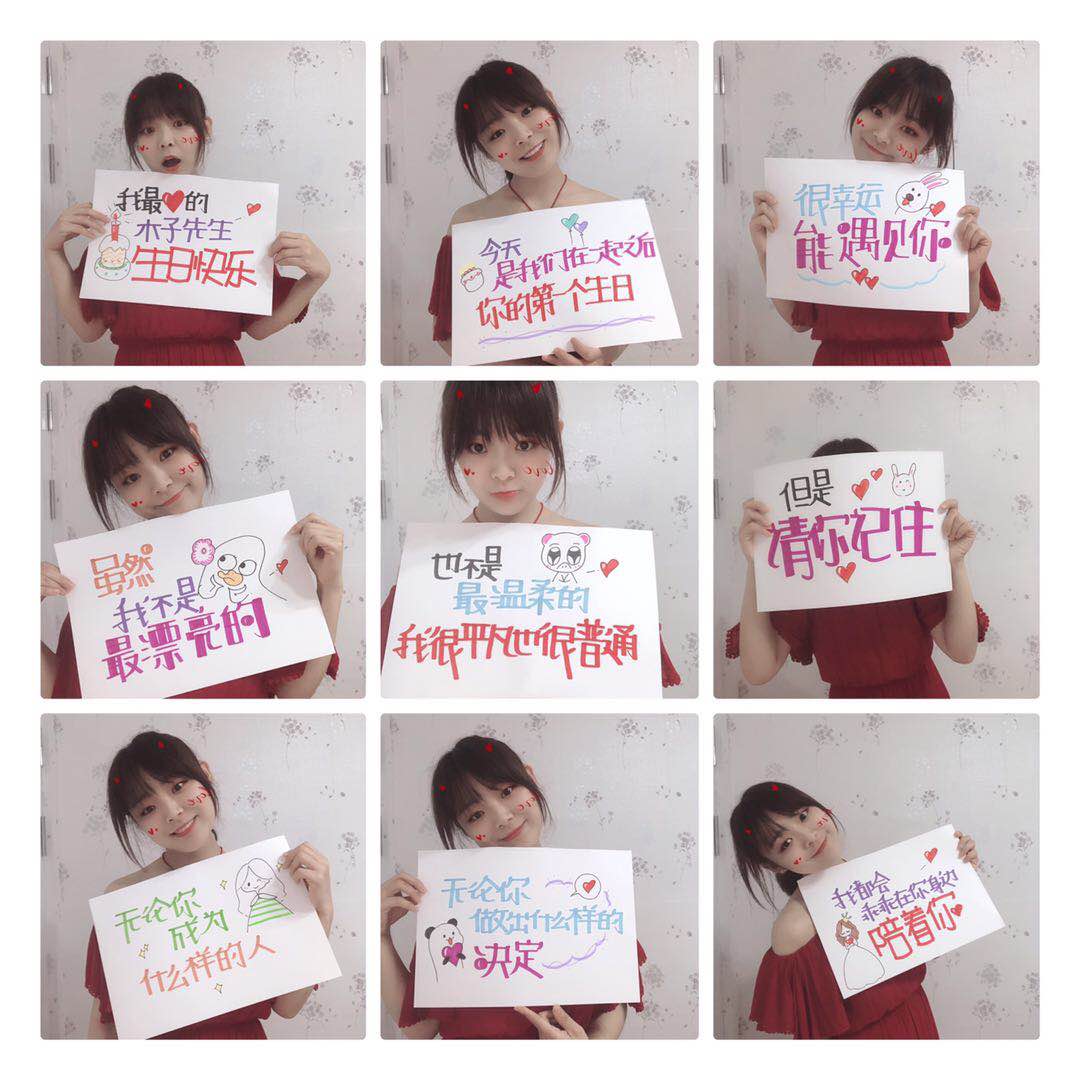 我最❤的
木子先生
生日快乐
今天
是我们在一起之后
你的第一个生日
很幸运
能遇见你
虽然
我不是
最漂亮的
也不是
最温柔的
我很平凡也很普通
但是
请你记住
无论你
成为
什么样的人
无论你
做出什么样的
决定
我都会
乖乖在你身边
陪着你